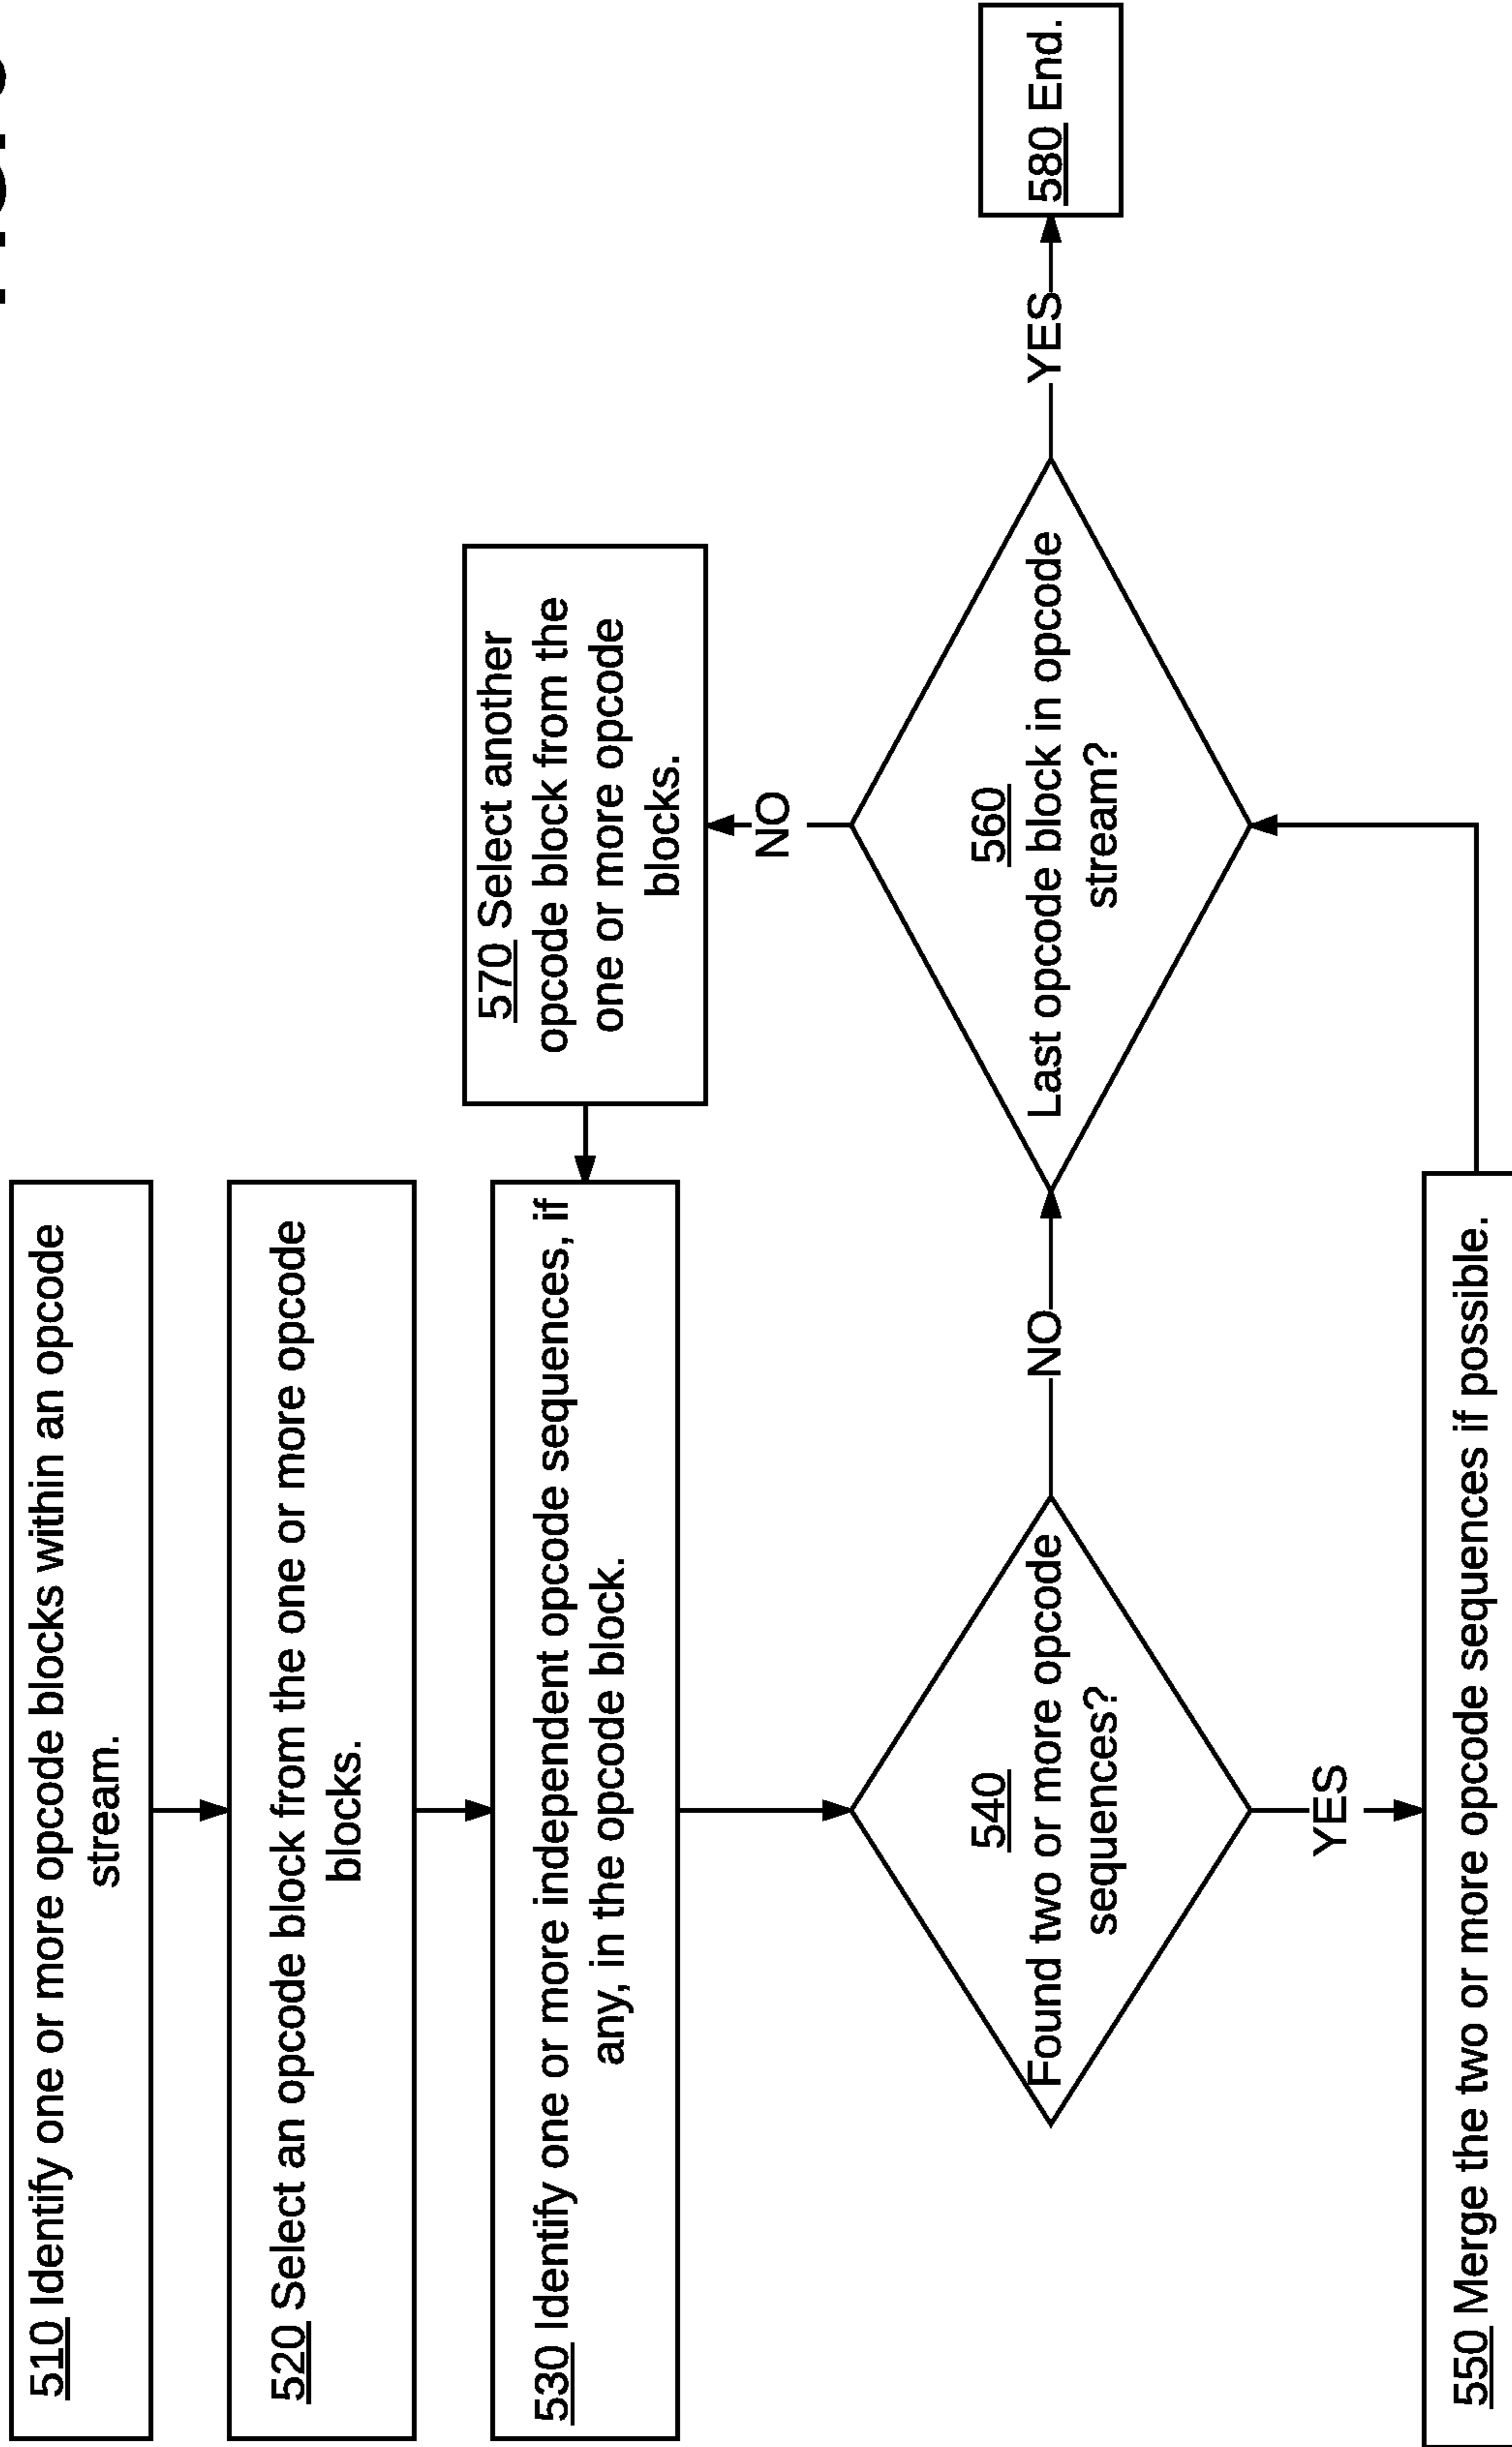 510 Identify one or more opcode blocks within an opcode
stream.
520 Select an opcode block from the one or more opcode
blocks.
530 Identify one or more independent opcode sequences, if
any, in the opcode block.
570 Select another
opcode block from the
one or more opcode
blocks.
NO
540
Found two or more opcode
sequences?
NO
560
Last opcode block in opcode
stream?
YES
580 End.
YES
550 Merge the two or more opcode sequences if possible.